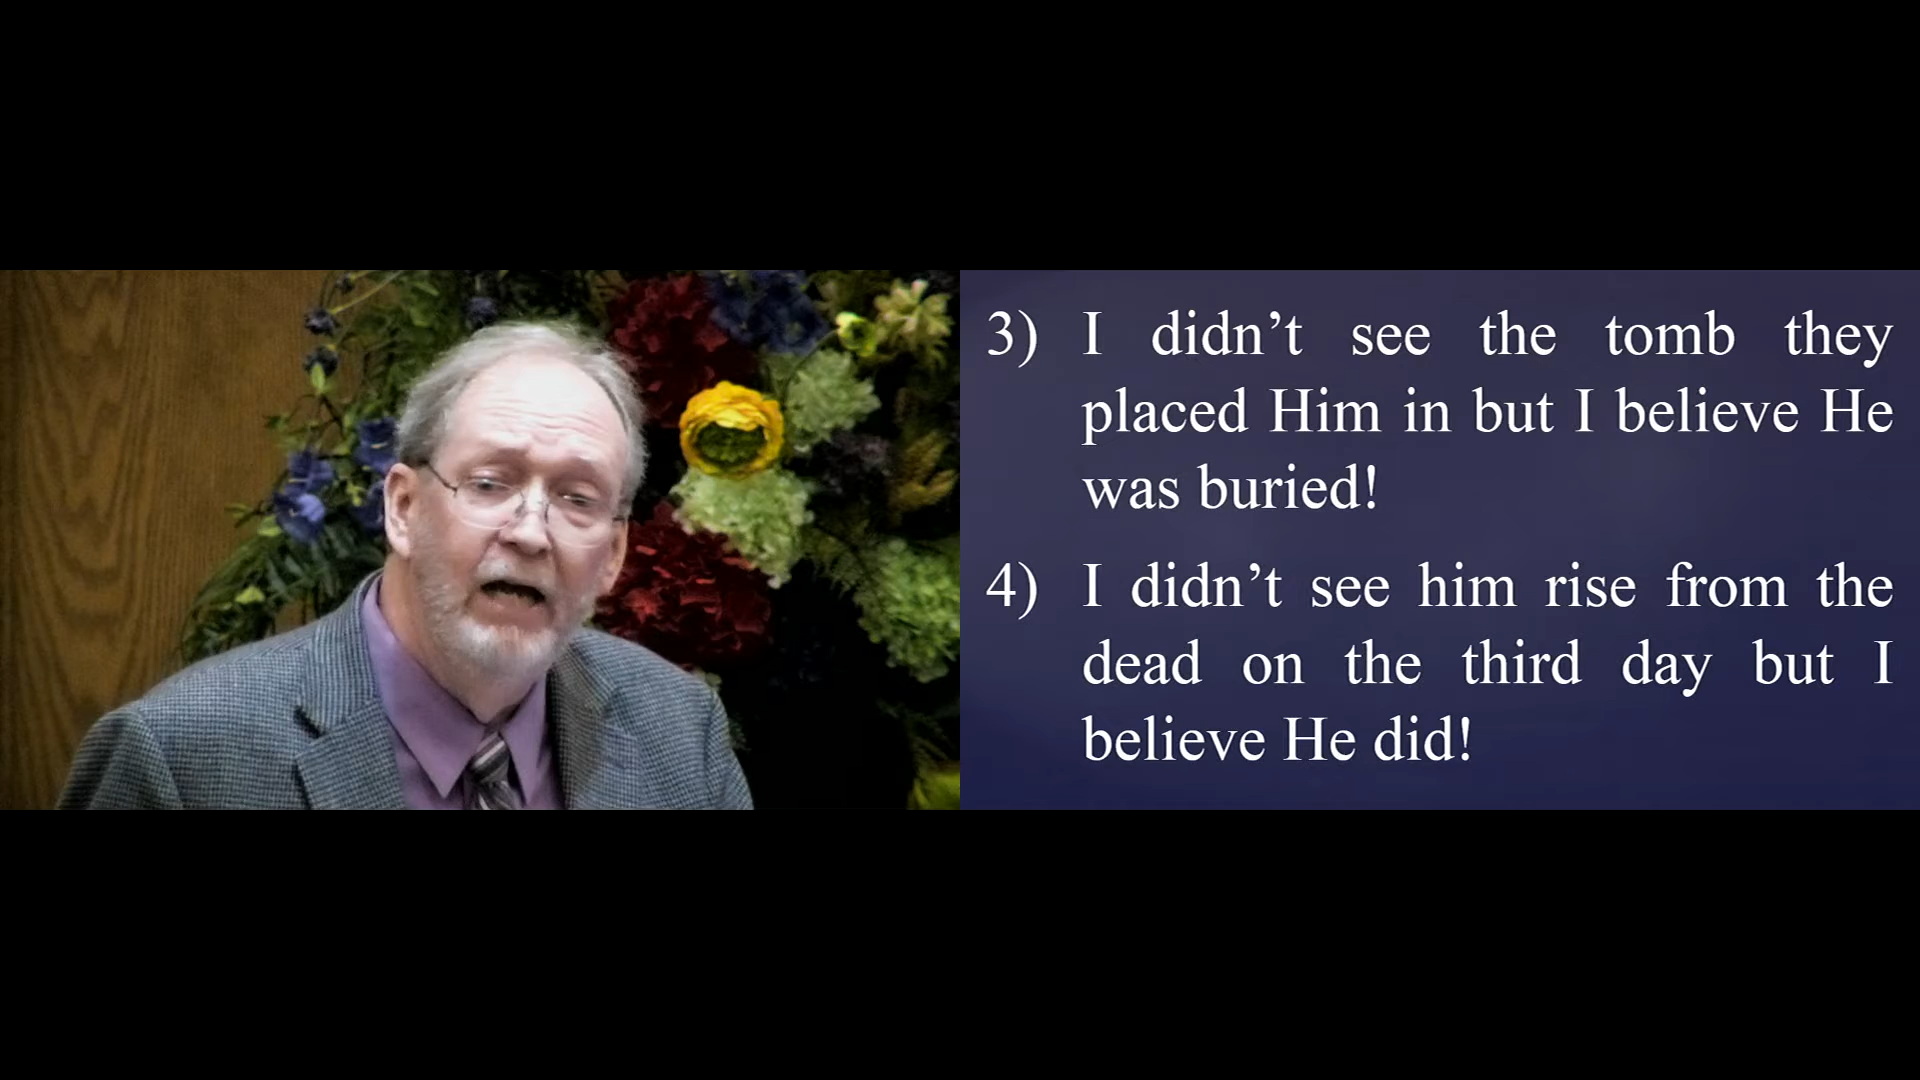 3) I didn’t see the tomb they
placed Him in but I believe He
was buried!
4) I didn’t see him rise from the
dead on the third day but I
believe He did!